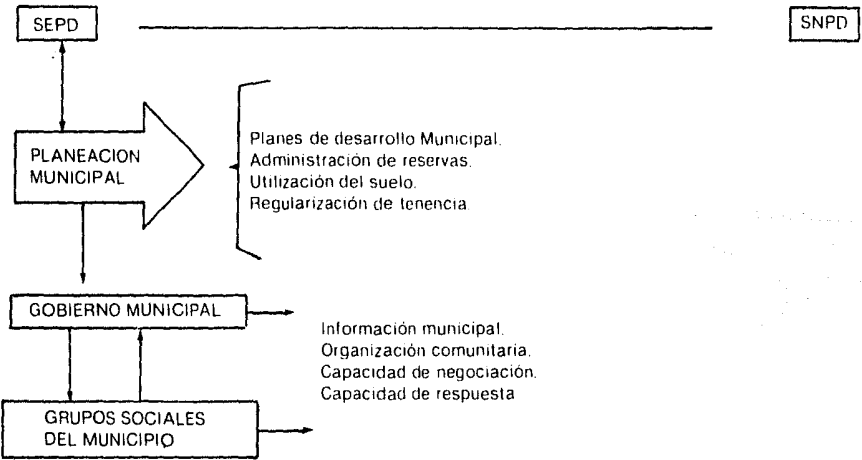 SEPD
SNPD
PLANEACION
MUNICIPAL
Planes de desarrollo Municipal.
Administración de reservas.
Utilización del suelo.
Regularización de tenencia.
GOBIERNO MUNICIPAL
Información municipal.
Organización comunitaria.
Capacidad de negociación.
Capacidad de respuesta
GRUPOS SOCIALES
DEL MUNICIPIO